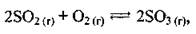 2SO₂ (г) + O₂ (г) ⇌ 2SO₃ (г),